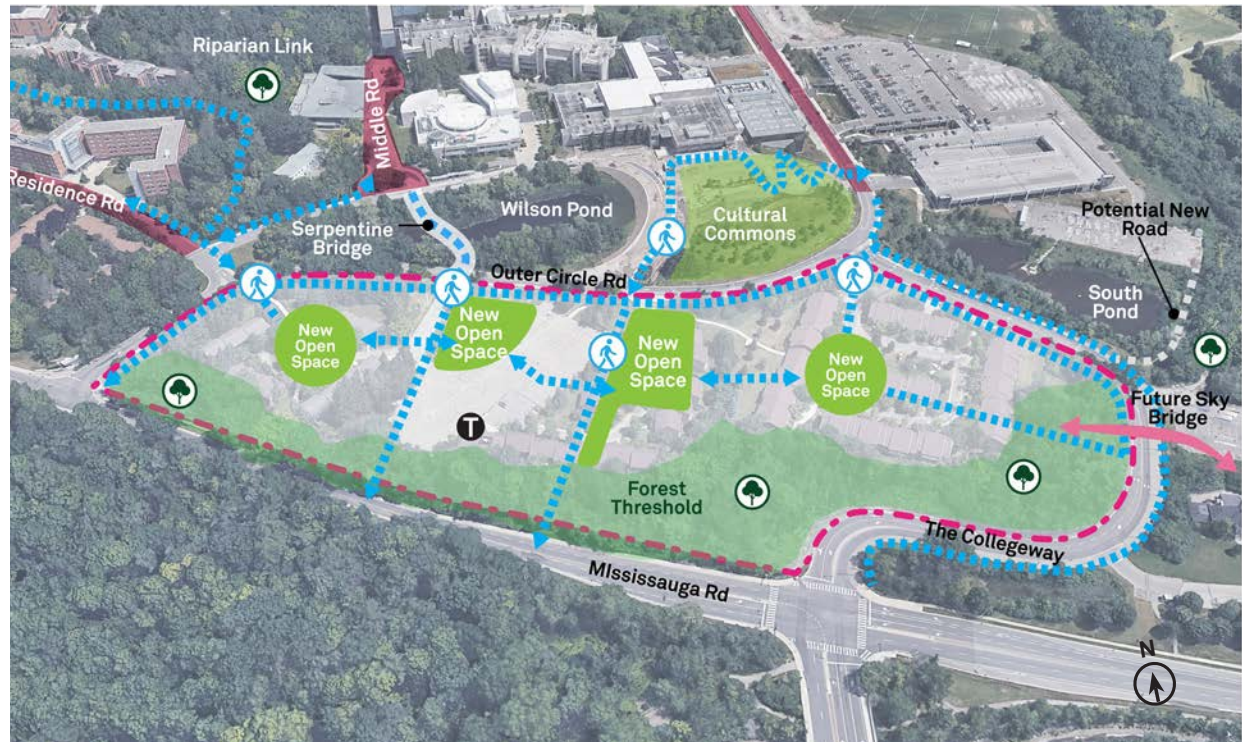 Riparian Link
Middle Rd
Residence Rd
Serpentine
Bridge
Wilson Pond
Cultural
Commons
Potential New
Road
Outer Circle Rd
South
Pond
New
Open
Space
New
Open
Space
New
Open
Space
New
Open
Space
Future Sky
Bridge
T
Forest
Threshold
The Collegeway
MIssissauga Rd
N